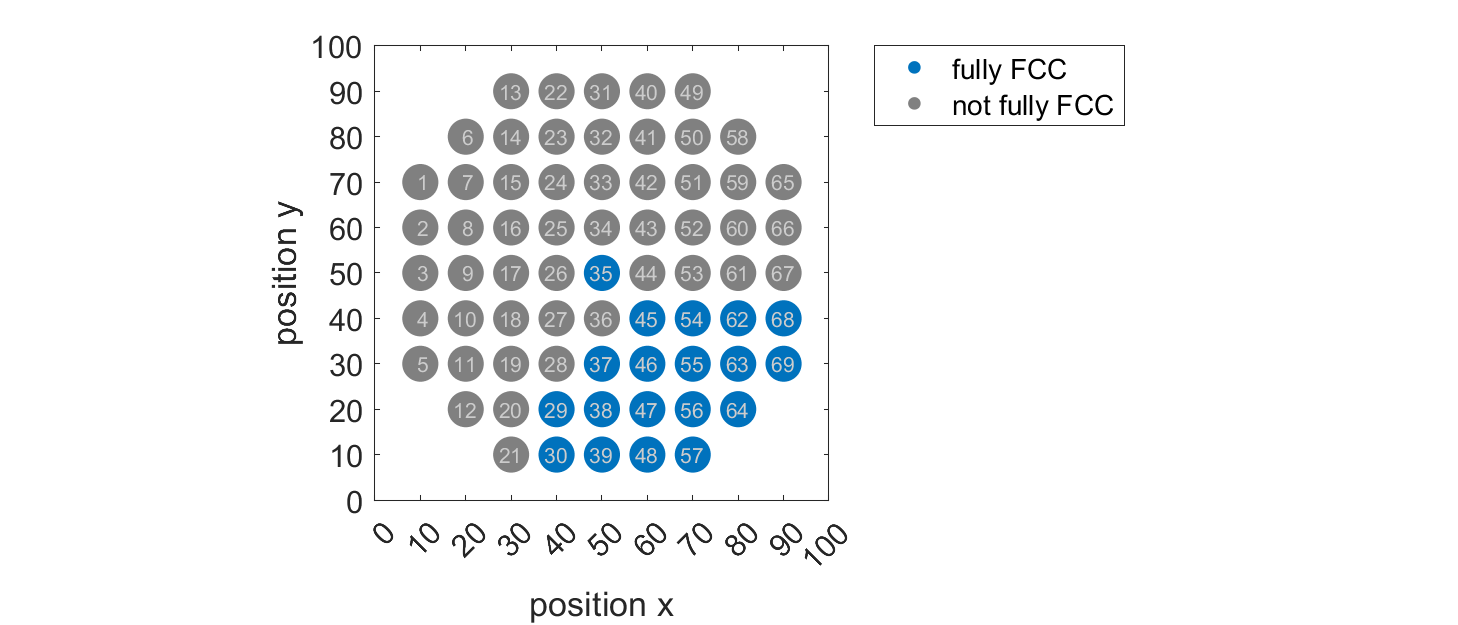 100
fully FCC
not fully FCC
90
13 22 31 40 49
80
6 14 23 32 41 50 58
70
1 7 15 24 33 42 51 59 65
60
2 8 16 25 34 43 52 60 66
50
3 9 17 26 35 44 53 61 67
40
4 10 18 27 36 45 54 62 68
30
5 11 19 28 37 46 55 63 69
20
12 20 29 38 47 56 64
10
21 30 39 48 57
0
position y
0 10 20 30 40 50 60 70 80 90 100
position x